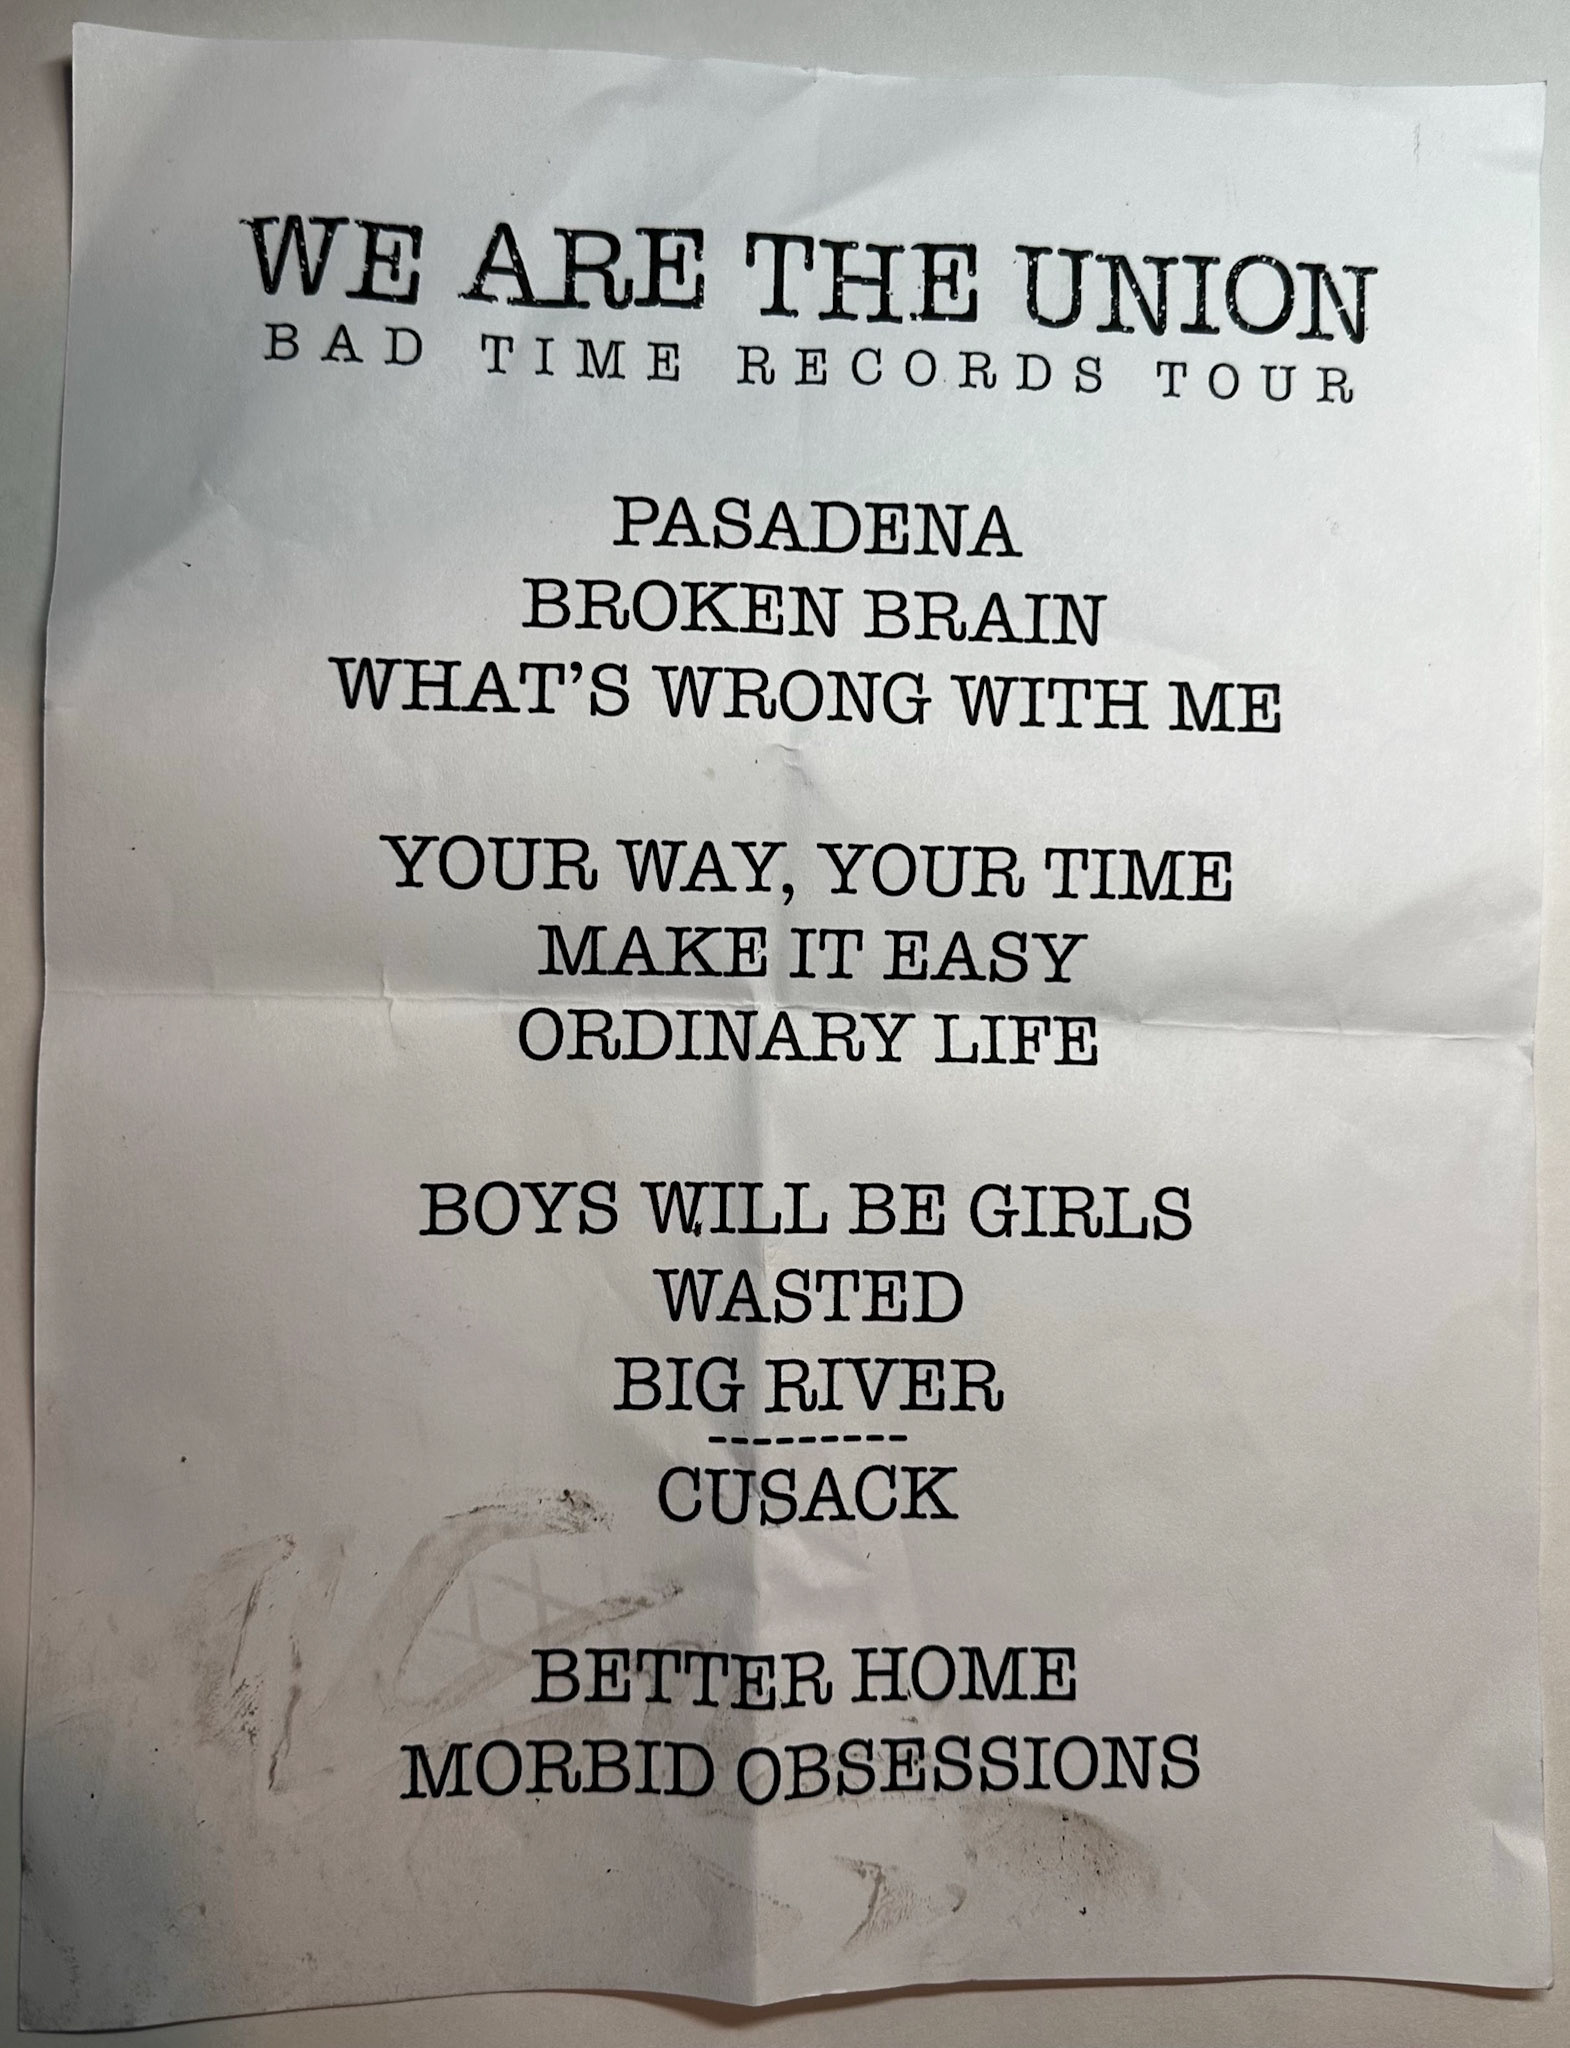 WE ARE THE UNION
BAD TIME RECORDS TOUR
PASADENA
BROKEN BRAIN
WHAT’S WRONG WITH ME
YOUR WAY, YOUR TIME
MAKE IT EASY
ORDINARY LIFE
BOYS WILL BE GIRLS
WASTED
BIG RIVER
---------
CUSACK
BETTER HOME
MORBID OBSESSIONS